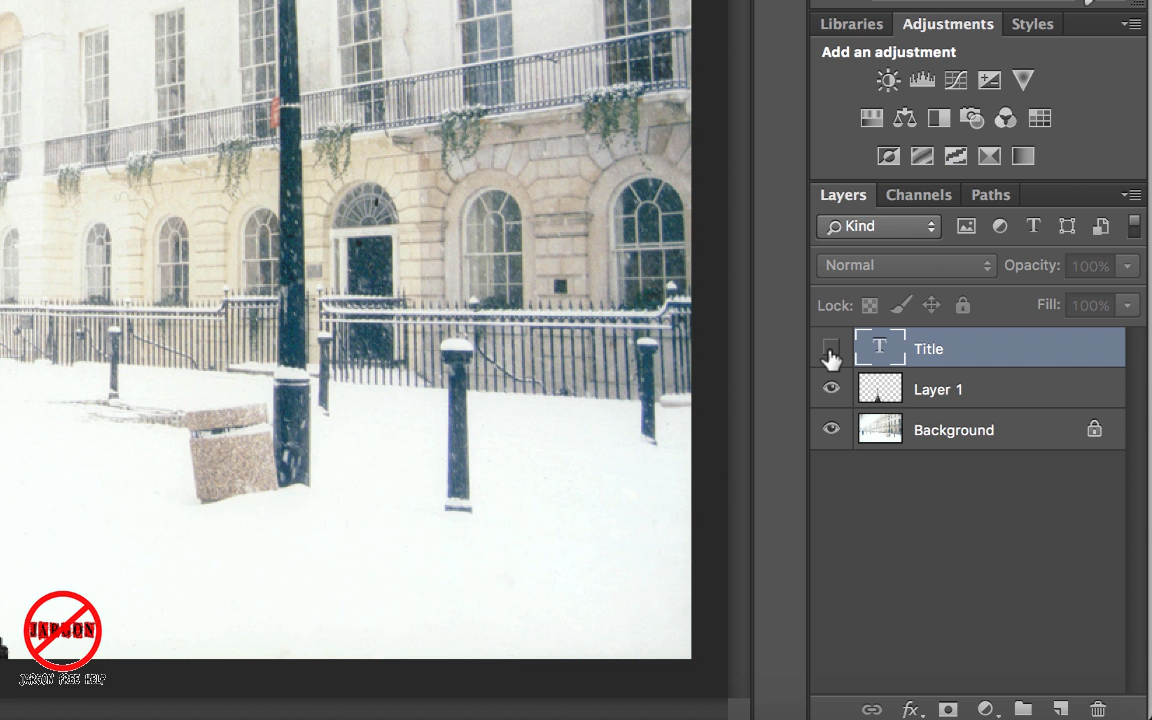 Libraries Adjustments Styles
Add an adjustment
Layers Channels Paths
Kind T
Normal Opacity: 100%
Lock: Fill: 100%
T Title
Layer 1
Background
fx
JARGON
JARGON FREE HELP